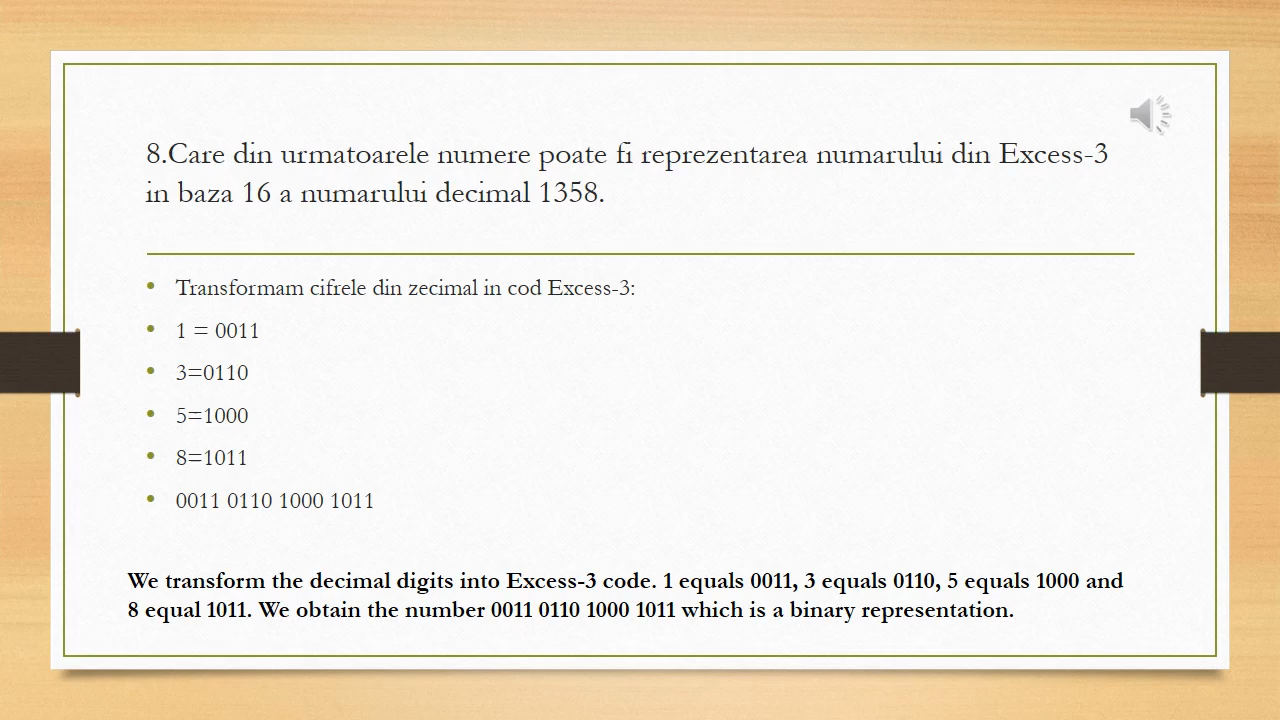 8.Care din urmatoarele numere poate fi reprezentarea numarului din Excess-3
in baza 16 a numarului decimal 1358.
• Transformam cifrele din zecimal in cod Excess-3:
• 1 = 0011
• 3=0110
• 5=1000
• 8=1011
• 0011 0110 1000 1011
We transform the decimal digits into Excess-3 code. 1 equals 0011, 3 equals 0110, 5 equals 1000 and
8 equal 1011. We obtain the number 0011 0110 1000 1011 which is a binary representation.